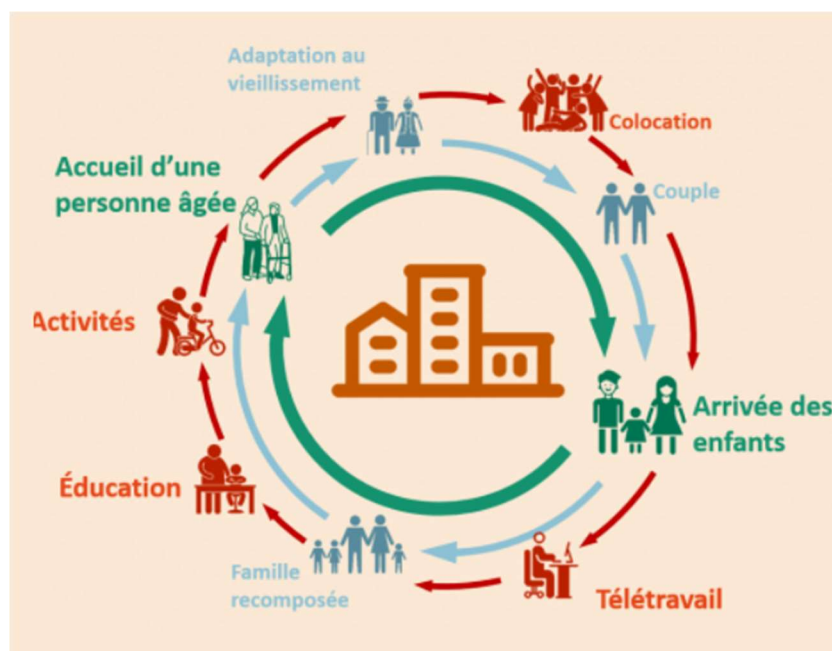 Adaptation au
vieillissement
Colocation
Accueil d'une
personne âgée
Couple
Activités
Arrivée des
enfants
Éducation
Famille
recomposée
Télétravail